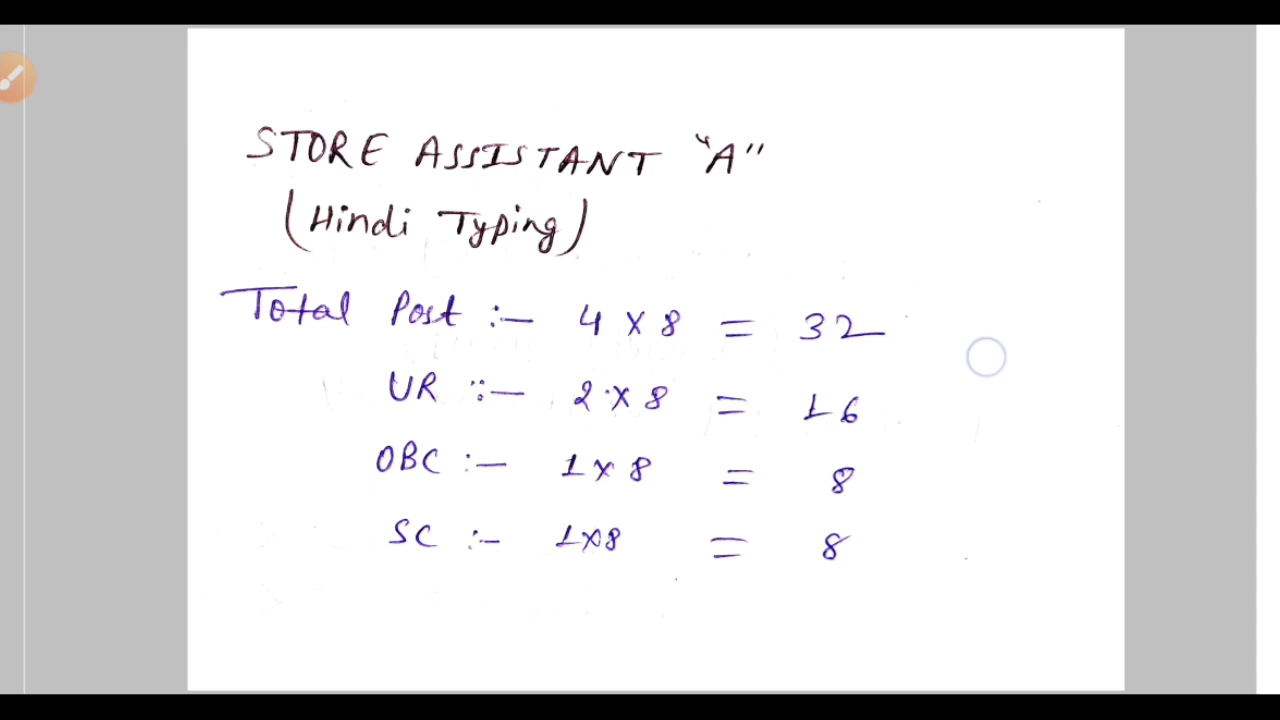 STORE ASSISTANT "A"
(Hindi Typing)
Total Post :- 4 x 8 = 32
UR :- 2 x 8 = 16
OBC :- 1 x 8 = 8
SC :- 1x8 = 8